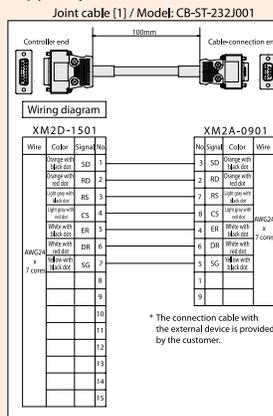 Joint cable [1] / Model: CB-ST-232J001
100mm
Controller end
Cable-connection en
Wiring diagram
XM2D-1501
XM2A-0901
Wire Color Signal No.
No. Signal Color Wire
Orange with black dot SD 1
3 SD Orange with black dot
Orange with red dot RD 2
2 RD Orange with red dot
Light gray with black dot RS 3
7 RS Light gray with black dot
Light gray with red dot CS 4
8 CS Light gray with red dot
White with black dot ER 5
4 ER White with black dot
White with red dot DR 6
6 DR White with red dot
Yellow with black dot SG 7
5 SG Yellow with black dot
AWG24 x 7 cores
AWG24 x 7 cores
8
1
9
9
10
11
12
13
14
15
* The connection cable with
the external device is provided
by the customer.